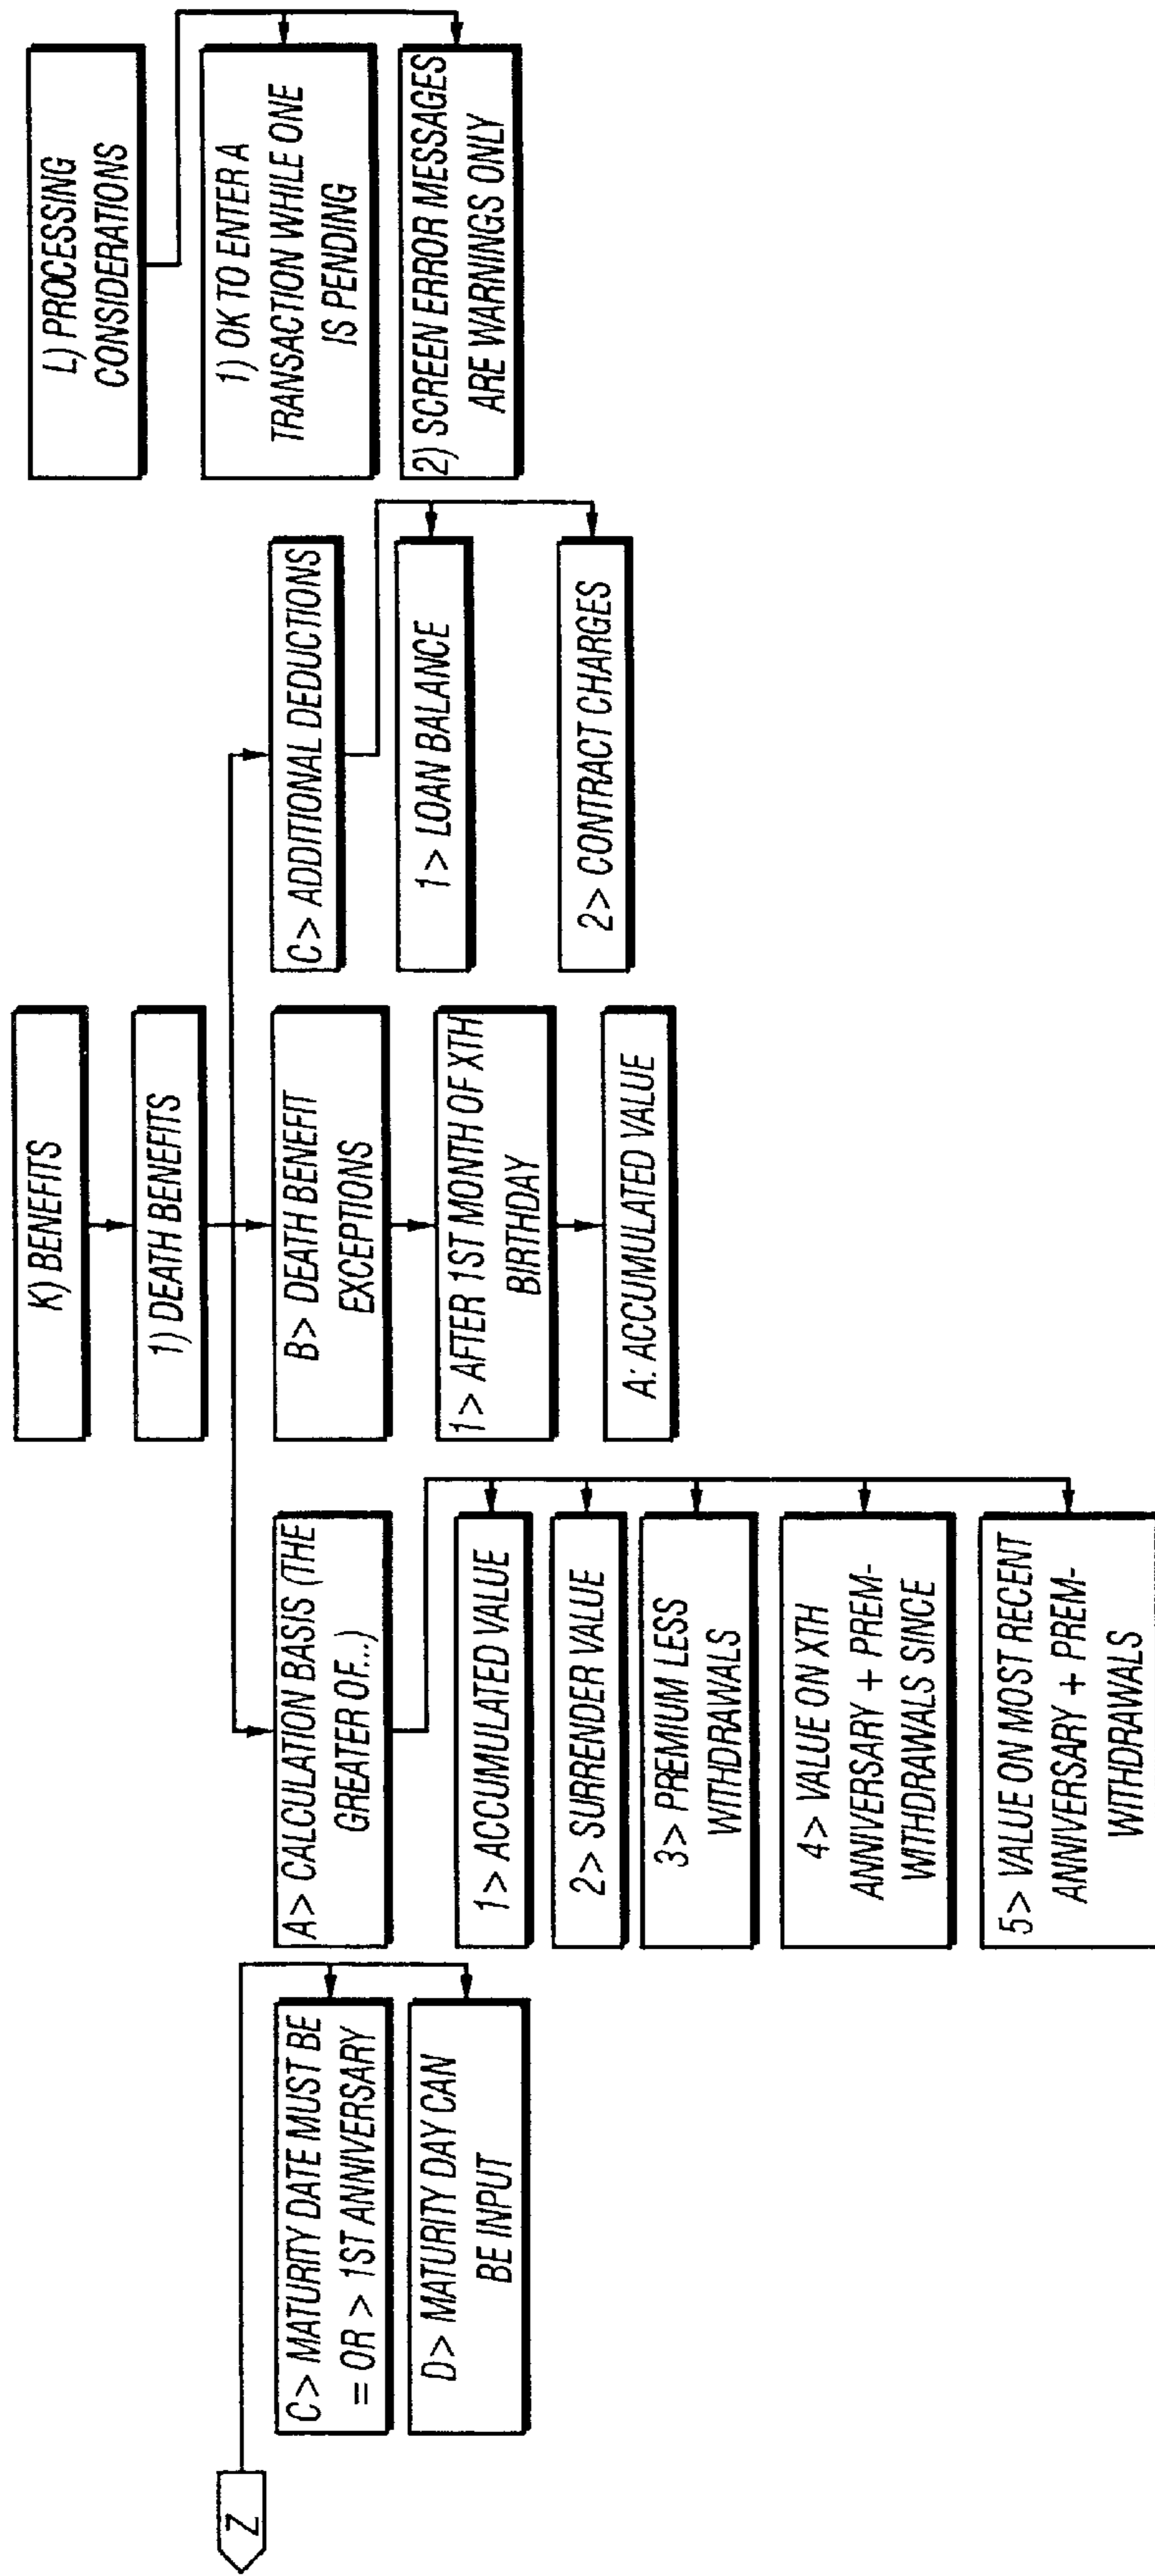 Z
C> MATURITY DATE MUST BE
= OR > 1ST ANNIVERSARY
D> MATURITY DAY CAN
BE INPUT
K) BENEFITS
1) DEATH BENEFITS
A> CALCULATION BASIS (THE
GREATER OF...)
1> ACCUMULATED VALUE
2> SURRENDER VALUE
3> PREMIUM LESS
WITHDRAWALS
4> VALUE ON XTH
ANNIVERSARY + PREM-
WITHDRAWALS SINCE
5> VALUE ON MOST RECENT
ANNIVERSARY + PREM-
WITHDRAWALS
B> DEATH BENEFIT
EXCEPTIONS
1> AFTER 1ST MONTH OF XTH
BIRTHDAY
A: ACCUMULATED VALUE
C> ADDITIONAL DEDUCTIONS
1> LOAN BALANCE
2> CONTRACT CHARGES
L) PROCESSING
CONSIDERATIONS
1) OK TO ENTER A
TRANSACTION WHILE ONE
IS PENDING
2) SCREEN ERROR MESSAGES
ARE WARNINGS ONLY